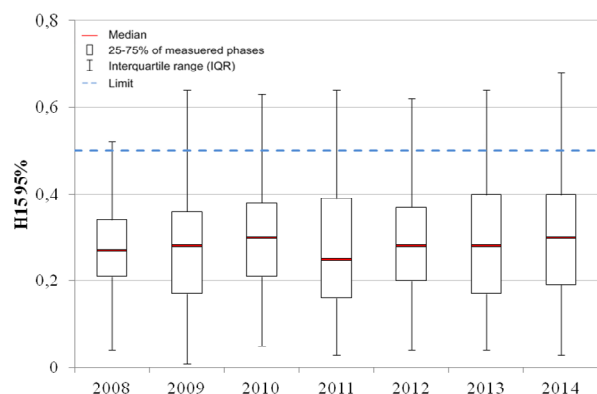 0,8
Median
25-75% of measuered phases
Interquartile range (IQR)
Limit
0,6
0,4
0,2
0
H15 95%
2008 2009 2010 2011 2012 2013 2014